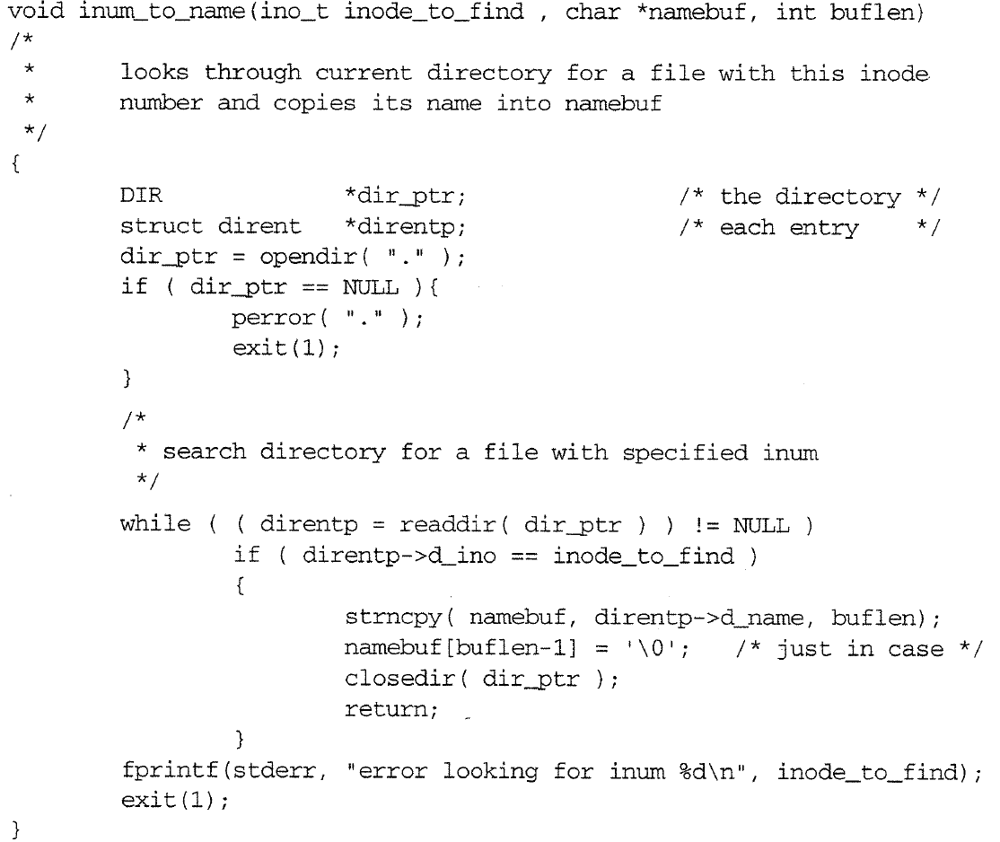 void inum_to_name(ino_t inode_to_find , char *namebuf, int buflen)
/*
 *      looks through current directory for a file with this inode
 *      number and copies its name into namebuf
 */
{
        DIR             *dir_ptr;               /* the directory */
        struct dirent   *direntp;               /* each entry    */
        dir_ptr = opendir( "." );
        if ( dir_ptr == NULL ){
                perror( "." );
                exit(1);
        }
        /*
         * search directory for a file with specified inum
         */
        while ( ( direntp = readdir( dir_ptr ) ) != NULL )
                if ( direntp->d_ino == inode_to_find )
                {
                        strncpy( namebuf, direntp->d_name, buflen);
                        namebuf[buflen-1] = '\0';   /* just in case */
                        closedir( dir_ptr );
                        return;
                }
        fprintf(stderr, "error looking for inum %d\n", inode_to_find);
        exit(1);
}